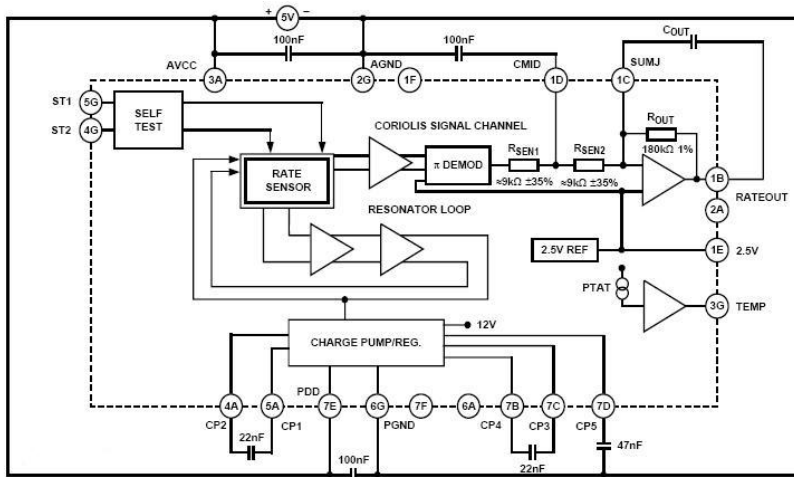 + 5V −
100nF
100nF
COUT
AVCC
AGND
CMID
SUMJ
3A
2G
1F
1D
1C
ST1
5G
ST2
4G
SELF
TEST
CORIOLIS SIGNAL CHANNEL
ROUT
180kΩ 1%
RSEN1
RSEN2
π DEMOD
≈9kΩ ±35%
≈9kΩ ±35%
RATE
SENSOR
1B
RATEOUT
2A
RESONATOR LOOP
2.5V REF
1E
2.5V
PTAT
3G
TEMP
12V
CHARGE PUMP/REG.
PDD
4A
5A
7E
6G
7F
6A
7B
7C
7D
CP2
CP1
PGND
CP4
CP3
CP5
22nF
100nF
22nF
47nF